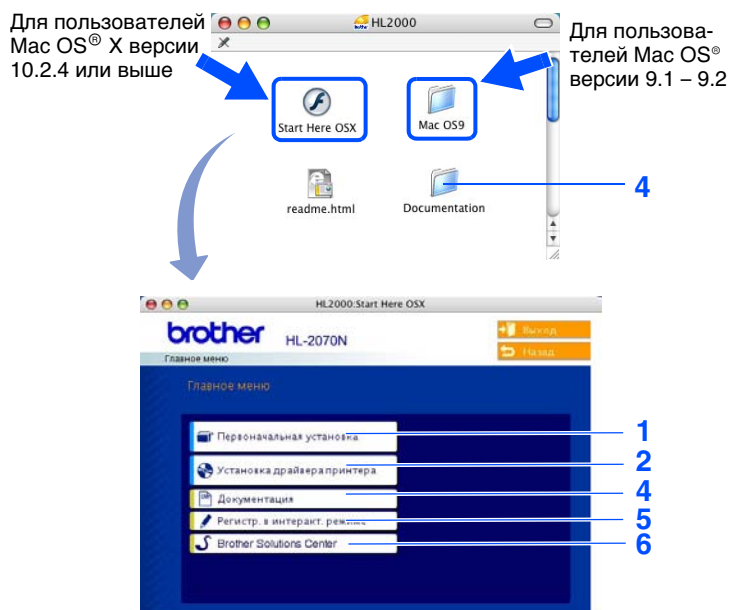 Для пользователей
Mac OS® X версии
10.2.4 или выше
HL2000
Для пользова-
телей Mac OS®
версии 9.1 – 9.2
Start Here OSX
Mac OS9
readme.html
Documentation
4
HL2000:Start Here OSX
brother HL-2070N
Выход
Назад
Главное меню
Главное меню
Первоначальная установка
1
Установка драйвера принтера
2
Документация
4
Регистр. в интеракт. режиме
5
Brother Solutions Center
6